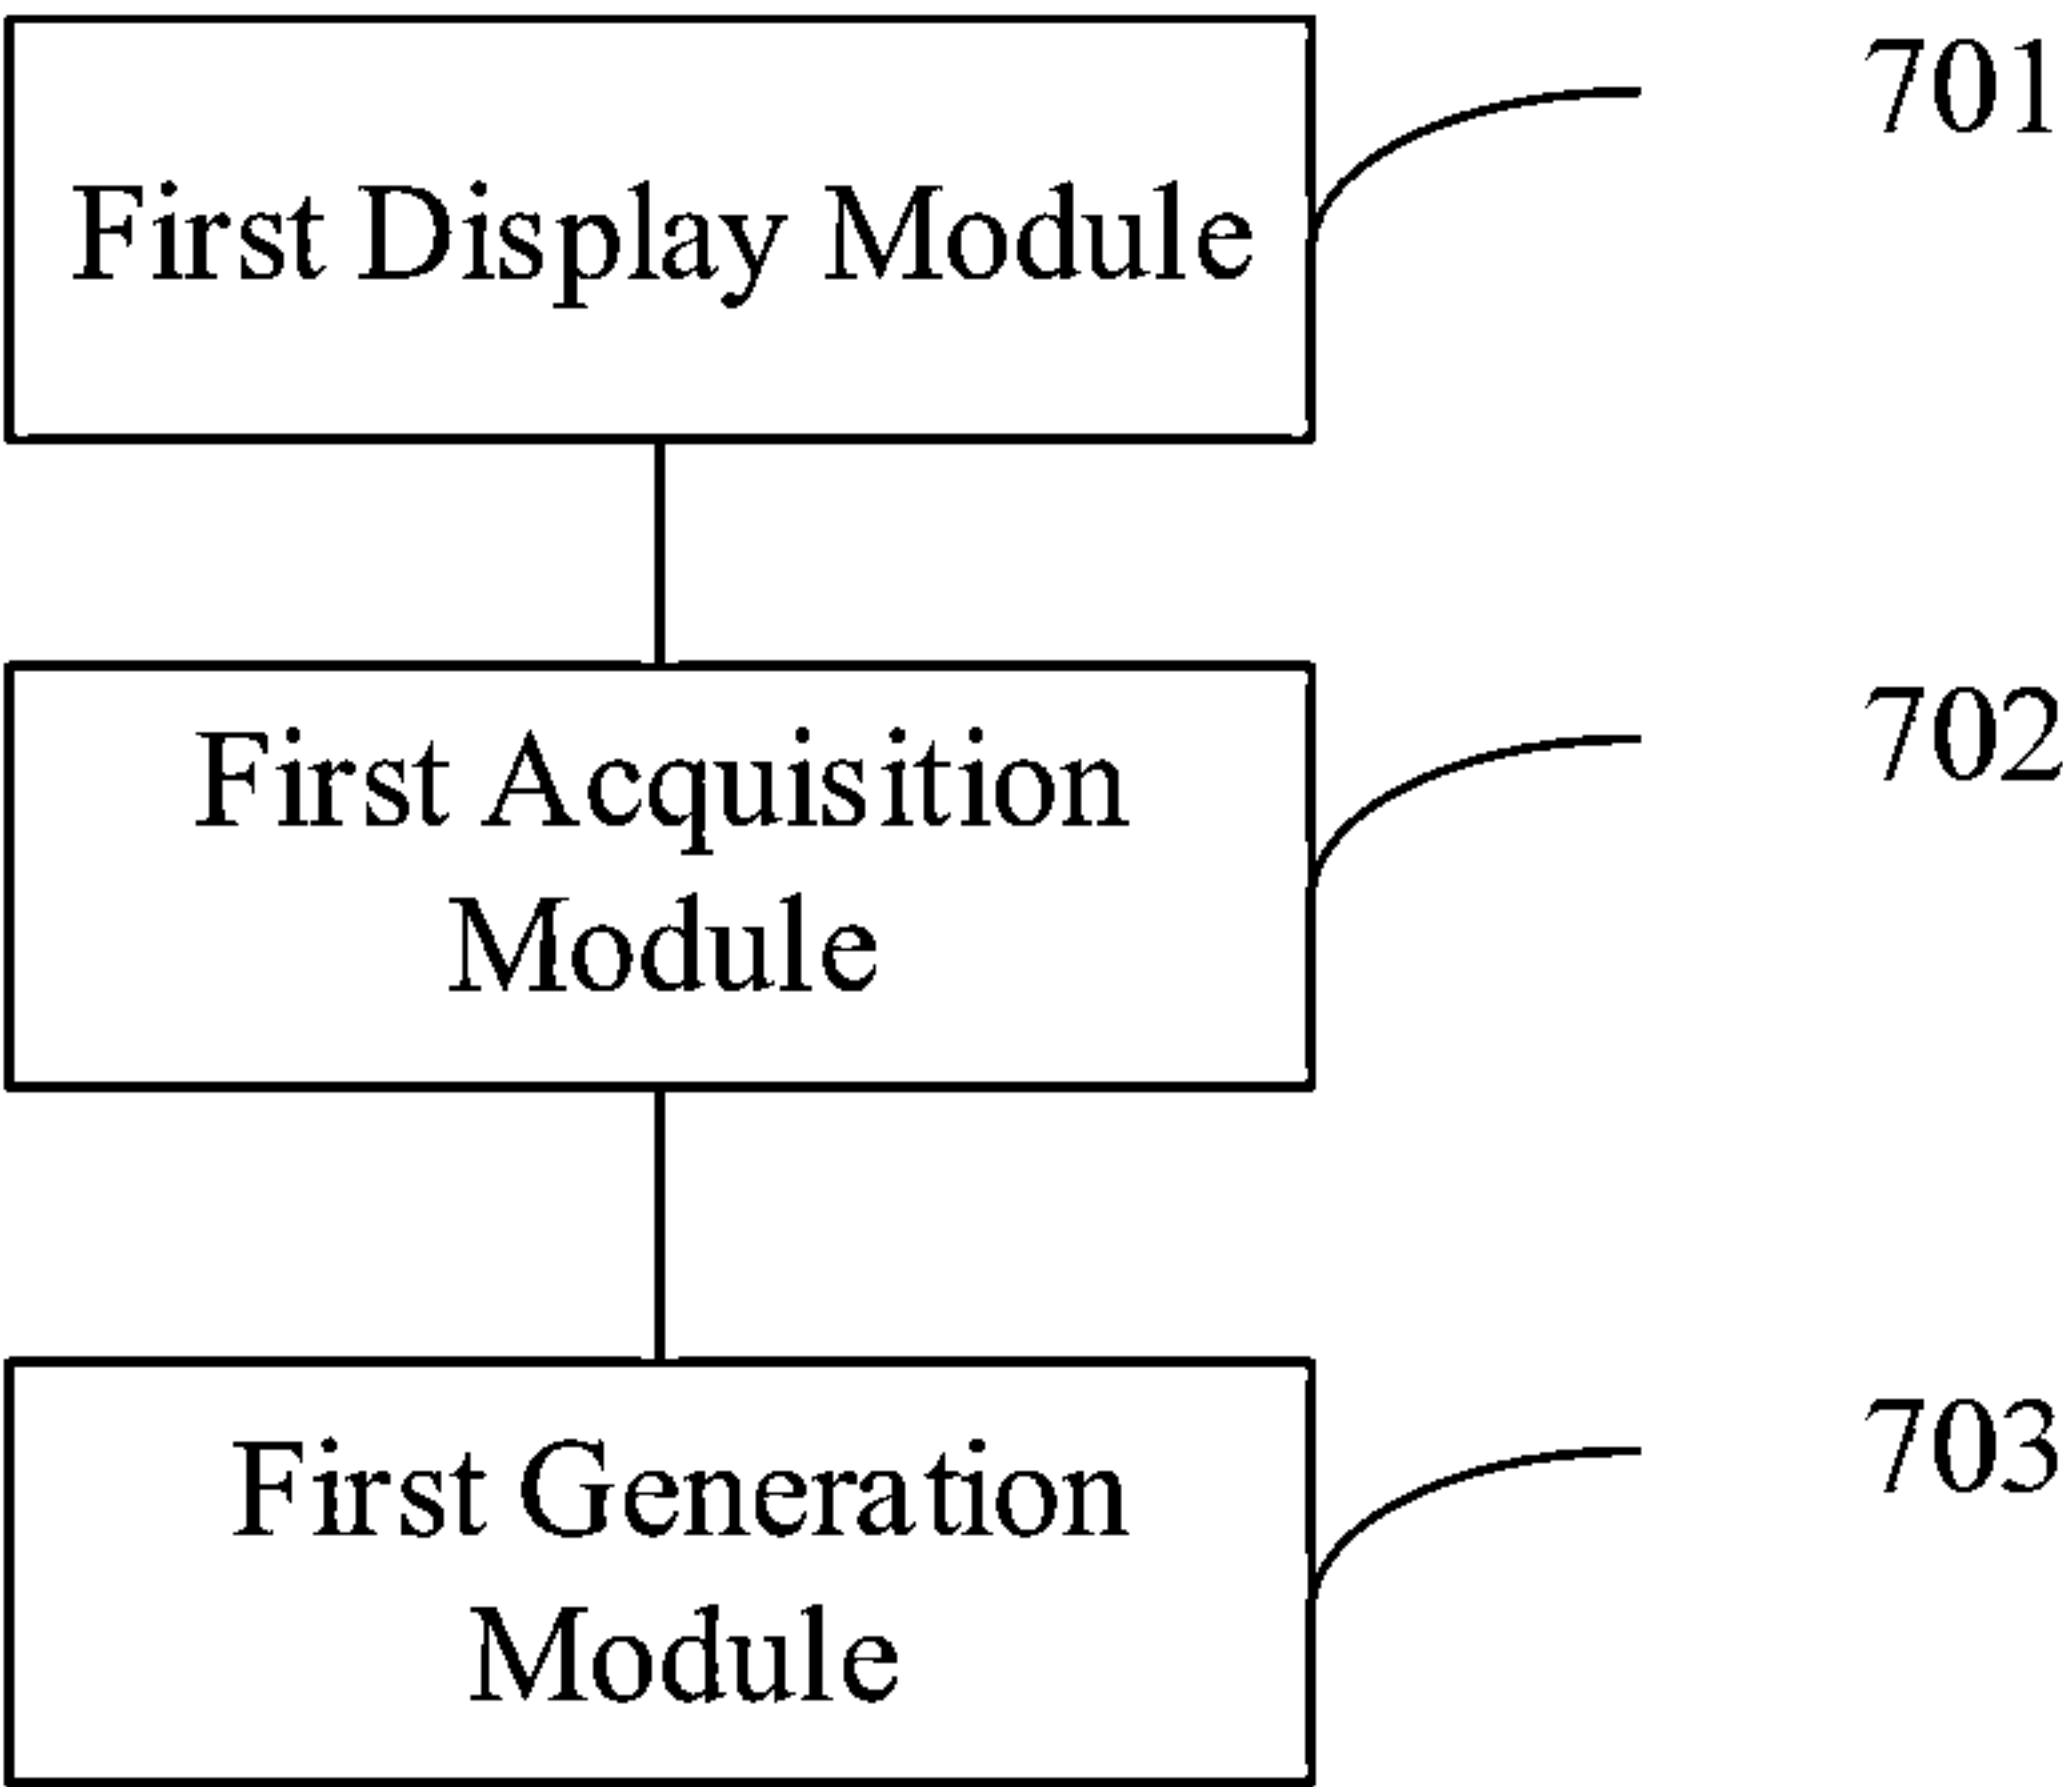 First Display Module
701
First Acquisition
Module
702
First Generation
Module
703